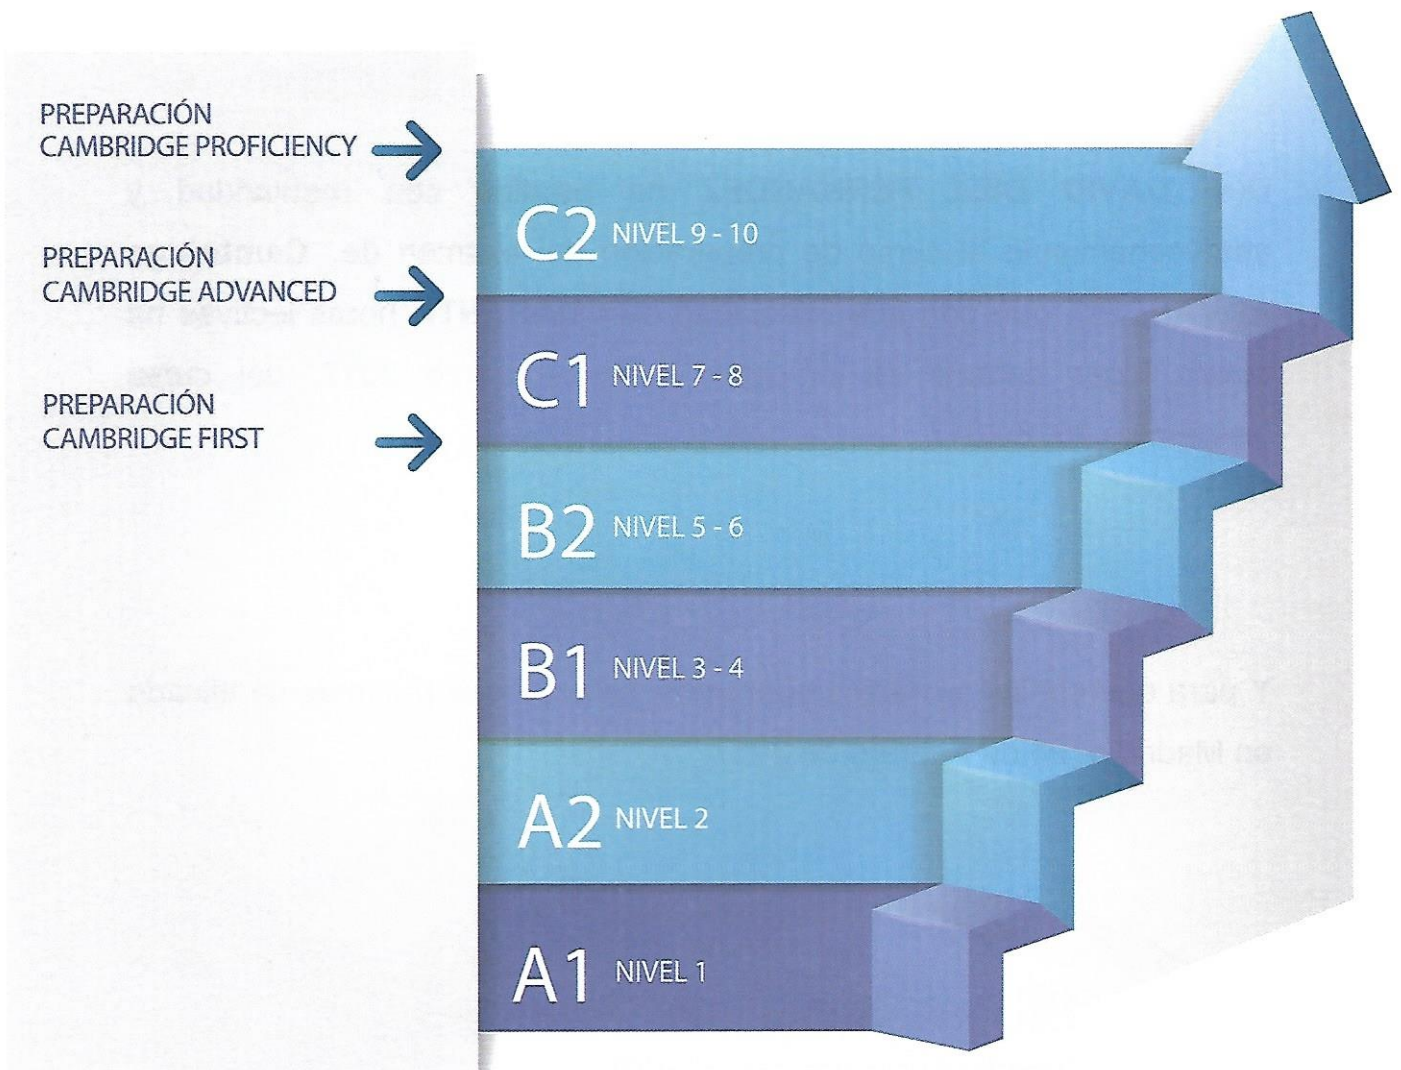 PREPARACIÓN
CAMBRIDGE PROFICIENCY
C2 NIVEL 9 - 10
PREPARACIÓN
CAMBRIDGE ADVANCED
C1 NIVEL 7 - 8
PREPARACIÓN
CAMBRIDGE FIRST
B2 NIVEL 5 - 6
B1 NIVEL 3 - 4
A2 NIVEL 2
A1 NIVEL 1